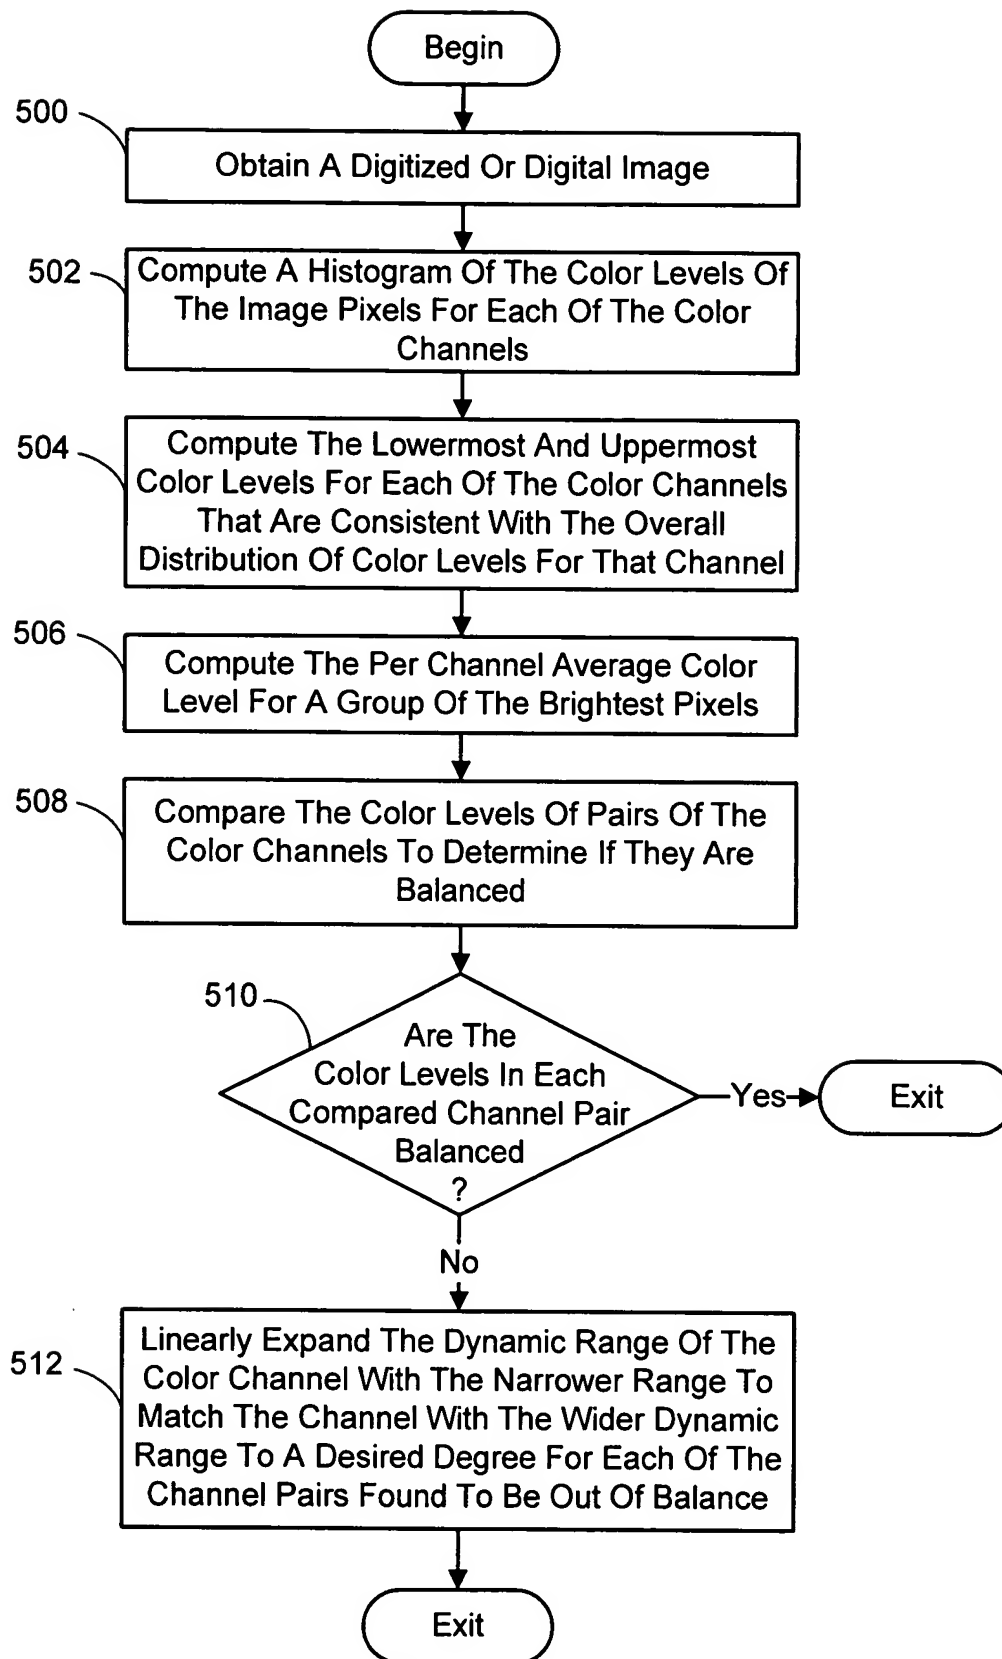 Begin
500
Obtain A Digitized Or Digital Image
502
Compute A Histogram Of The Color Levels Of
The Image Pixels For Each Of The Color
Channels
504
Compute The Lowermost And Uppermost
Color Levels For Each Of The Color Channels
That Are Consistent With The Overall
Distribution Of Color Levels For That Channel
506
Compute The Per Channel Average Color
Level For A Group Of The Brightest Pixels
508
Compare The Color Levels Of Pairs Of The
Color Channels To Determine If They Are
Balanced
510
Are The
Color Levels In Each
Compared Channel Pair
Balanced
?
Yes
Exit
No
512
Linearly Expand The Dynamic Range Of The
Color Channel With The Narrower Range To
Match The Channel With The Wider Dynamic
Range To A Desired Degree For Each Of The
Channel Pairs Found To Be Out Of Balance
Exit